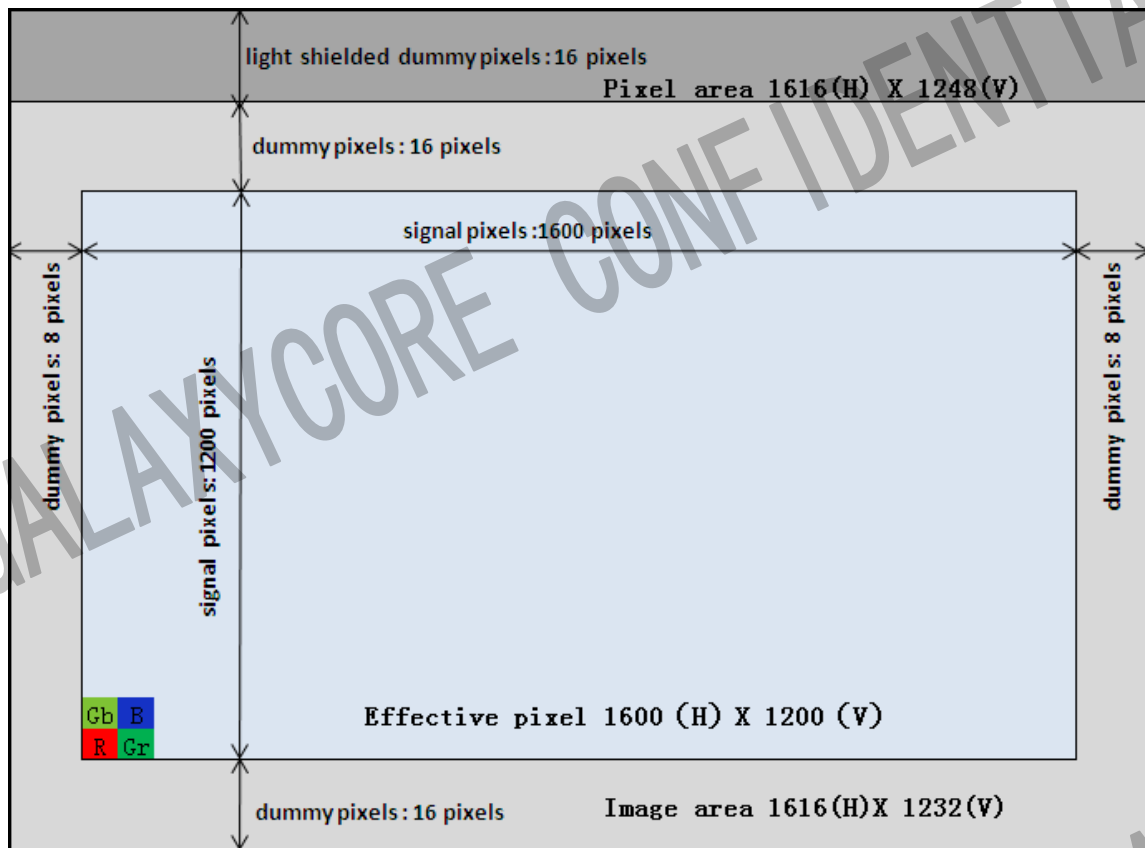 light shielded dummy pixels: 16 pixels
Pixel area 1616(H) X 1248(V)
dummy pixels: 16 pixels
signal pixels:1600 pixels
dummy pixels: 8 pixels
signal pixels:1200 pixels
dummy pixels: 8 pixels
GALAXYCORE CONFIDENTIA
Gb B
R Gr
Effective pixel 1600 (H) X 1200 (V)
dummy pixels: 16 pixels
Image area 1616(H)X 1232(V)